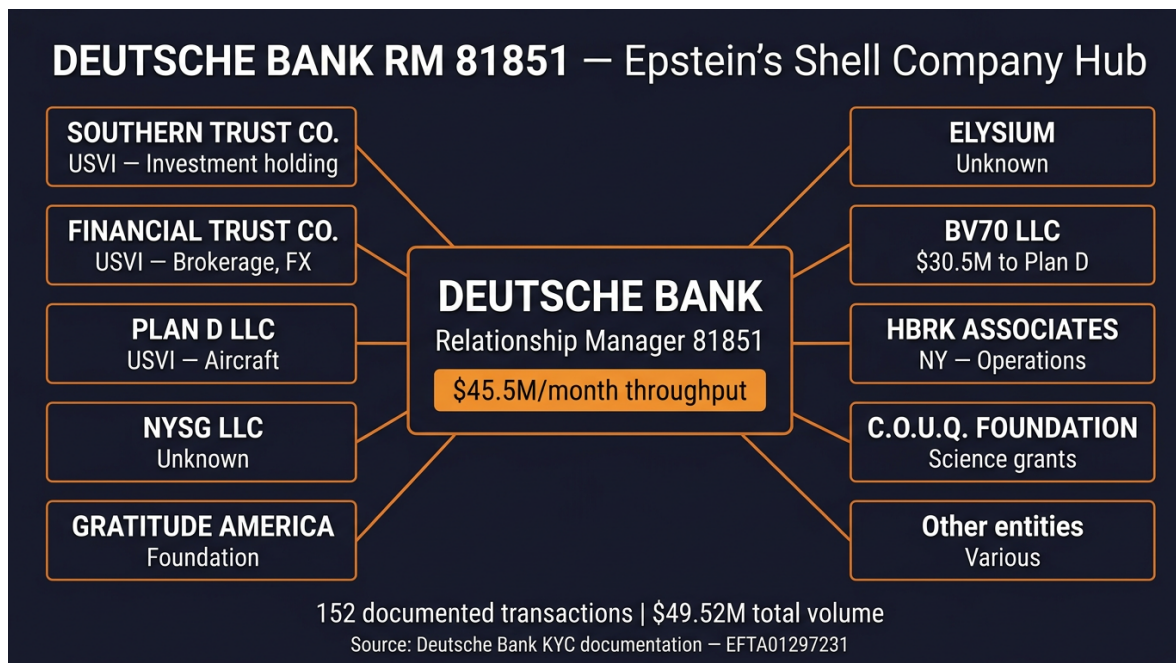 DEUTSCHE BANK RM 81851 — Epstein's Shell Company Hub
SOUTHERN TRUST CO.
USVI — Investment holding
FINANCIAL TRUST CO.
USVI — Brokerage, FX
PLAN D LLC
USVI — Aircraft
NYSG LLC
Unknown
GRATITUDE AMERICA
Foundation
DEUTSCHE BANK
Relationship Manager 81851
$45.5M/month throughput
ELYSIUM
Unknown
BV70 LLC
$30.5M to Plan D
HBRK ASSOCIATES
NY — Operations
C.O.U.Q. FOUNDATION
Science grants
Other entities
Various
152 documented transactions | $49.52M total volume
Source: Deutsche Bank KYC documentation — EFTA01297231